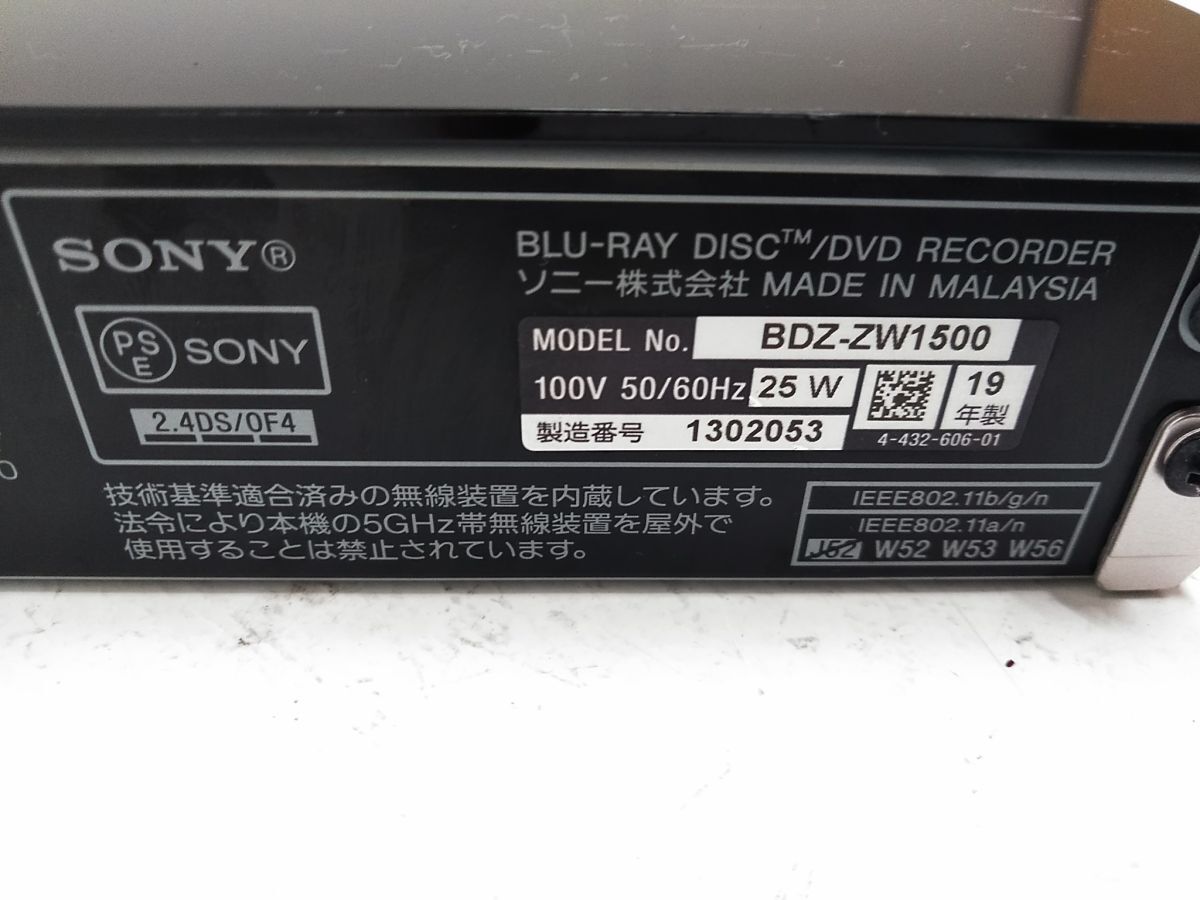 SONY®
BLU-RAY DISC™/DVD RECORDER
ソニー株式会社 MADE IN MALAYSIA
PSE SONY
2.4DS/OF4
MODEL No. BDZ-ZW1500
100V 50/60Hz 25 W
製造番号 1302053
19年製
4-432-606-01
技術基準適合済みの無線装置を内蔵しています。
法令により本機の5GHz帯無線装置を屋外で
使用することは禁止されています。
IEEE802.11b/g/n
IEEE802.11a/n
J52 W52 W53 W56